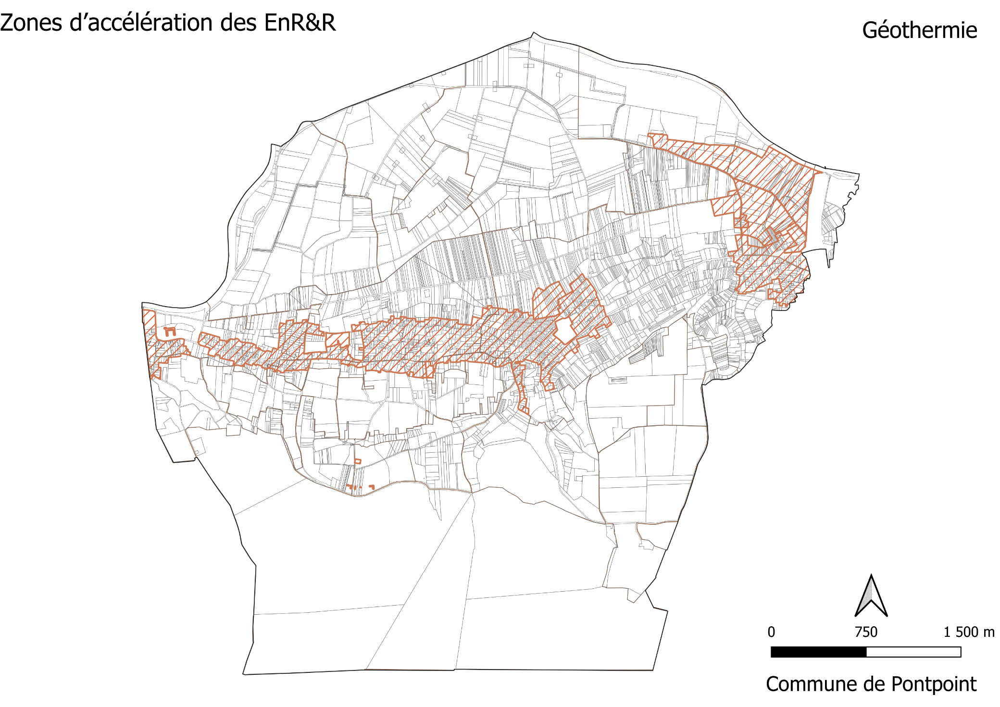 Zones d’accélération des EnR&R
Géothermie
0 750 1 500 m
Commune de Pontpoint